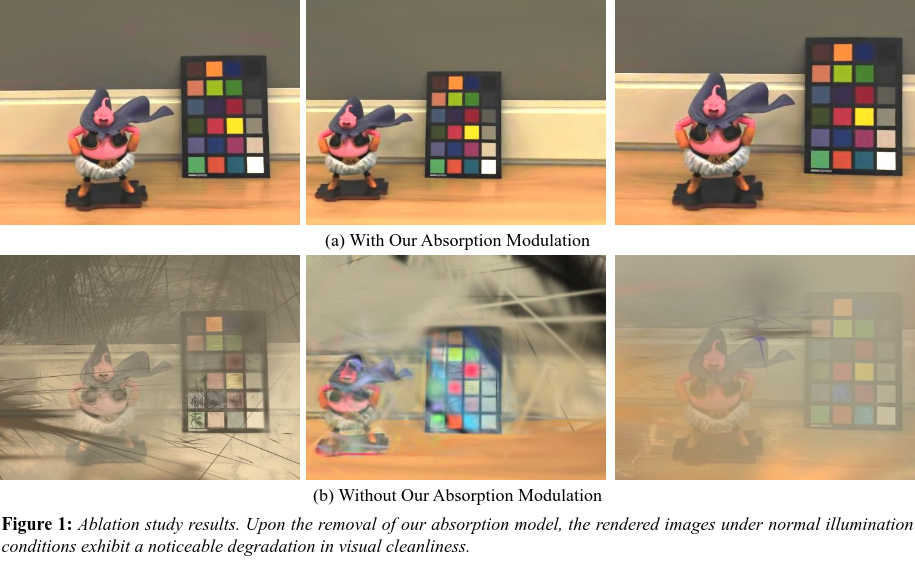 (a) With Our Absorption Modulation
(b) Without Our Absorption Modulation
Figure 1: Ablation study results. Upon the removal of our absorption model, the rendered images under normal illumination
conditions exhibit a noticeable degradation in visual cleanliness.